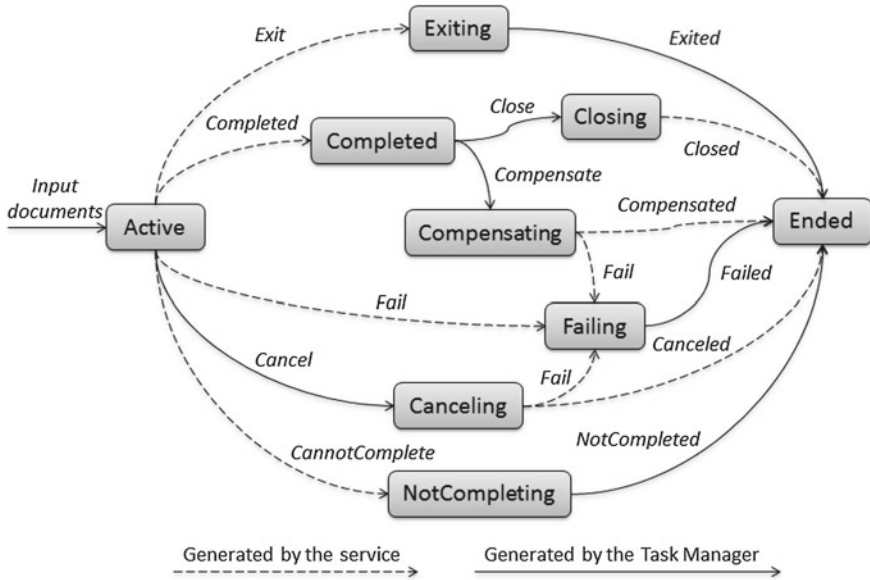 Exit
Exiting
Exited
Completed
Completed
Close
Closing
Closed
Compensate
Input
documents
Active
Compensating
Compensated
Ended
Fail
Failed
Fail
Failing
Cancel
Fail
Canceled
Canceling
CannotComplete
NotCompleted
NotCompleting
Generated by the service
Generated by the Task Manager